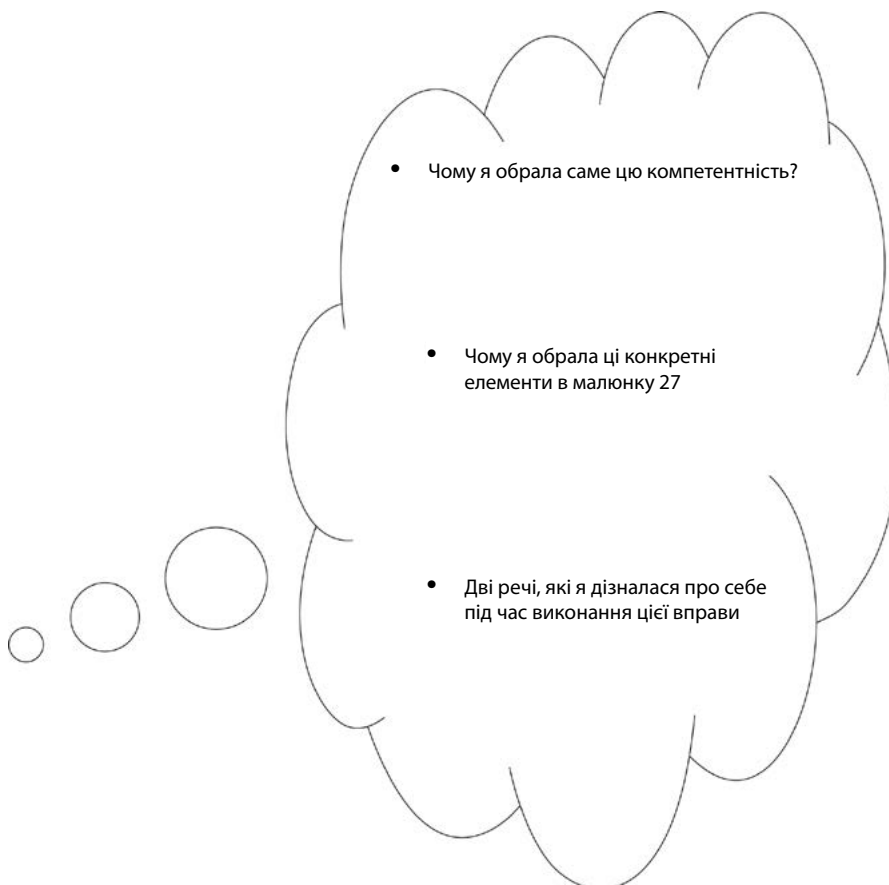 • Чому я обрала саме цю компетентність?
• Чому я обрала ці конкретні
елементи в малюнку 27
• Дві речі, які я дізналася про себе
під час виконання цієї вправи